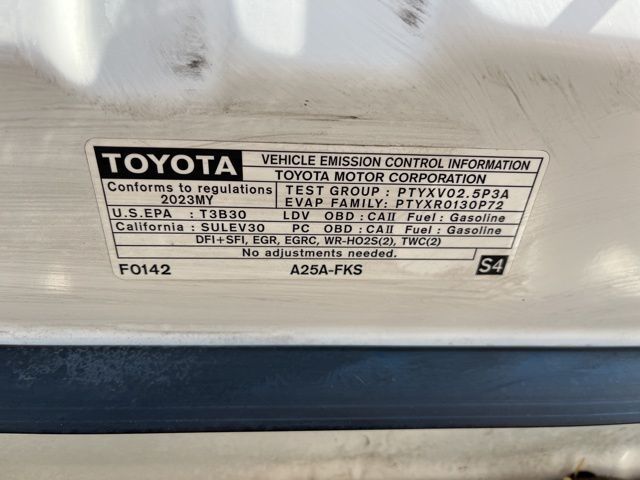 TOYOTA VEHICLE EMISSION CONTROL INFORMATION
TOYOTA MOTOR CORPORATION
Conforms to regulations
2023MY
TEST GROUP : PTYXV02.5P3A
EVAP FAMILY: PTYXR0130P72
U.S.EPA : T3B30 LDV OBD : CAII Fuel : Gasoline
California : SULEV30 PC OBD : CAII Fuel : Gasoline
DFI+SFI, EGR, EGRC, WR-HO2S(2), TWC(2)
No adjustments needed.
F0142 A25A-FKS S4